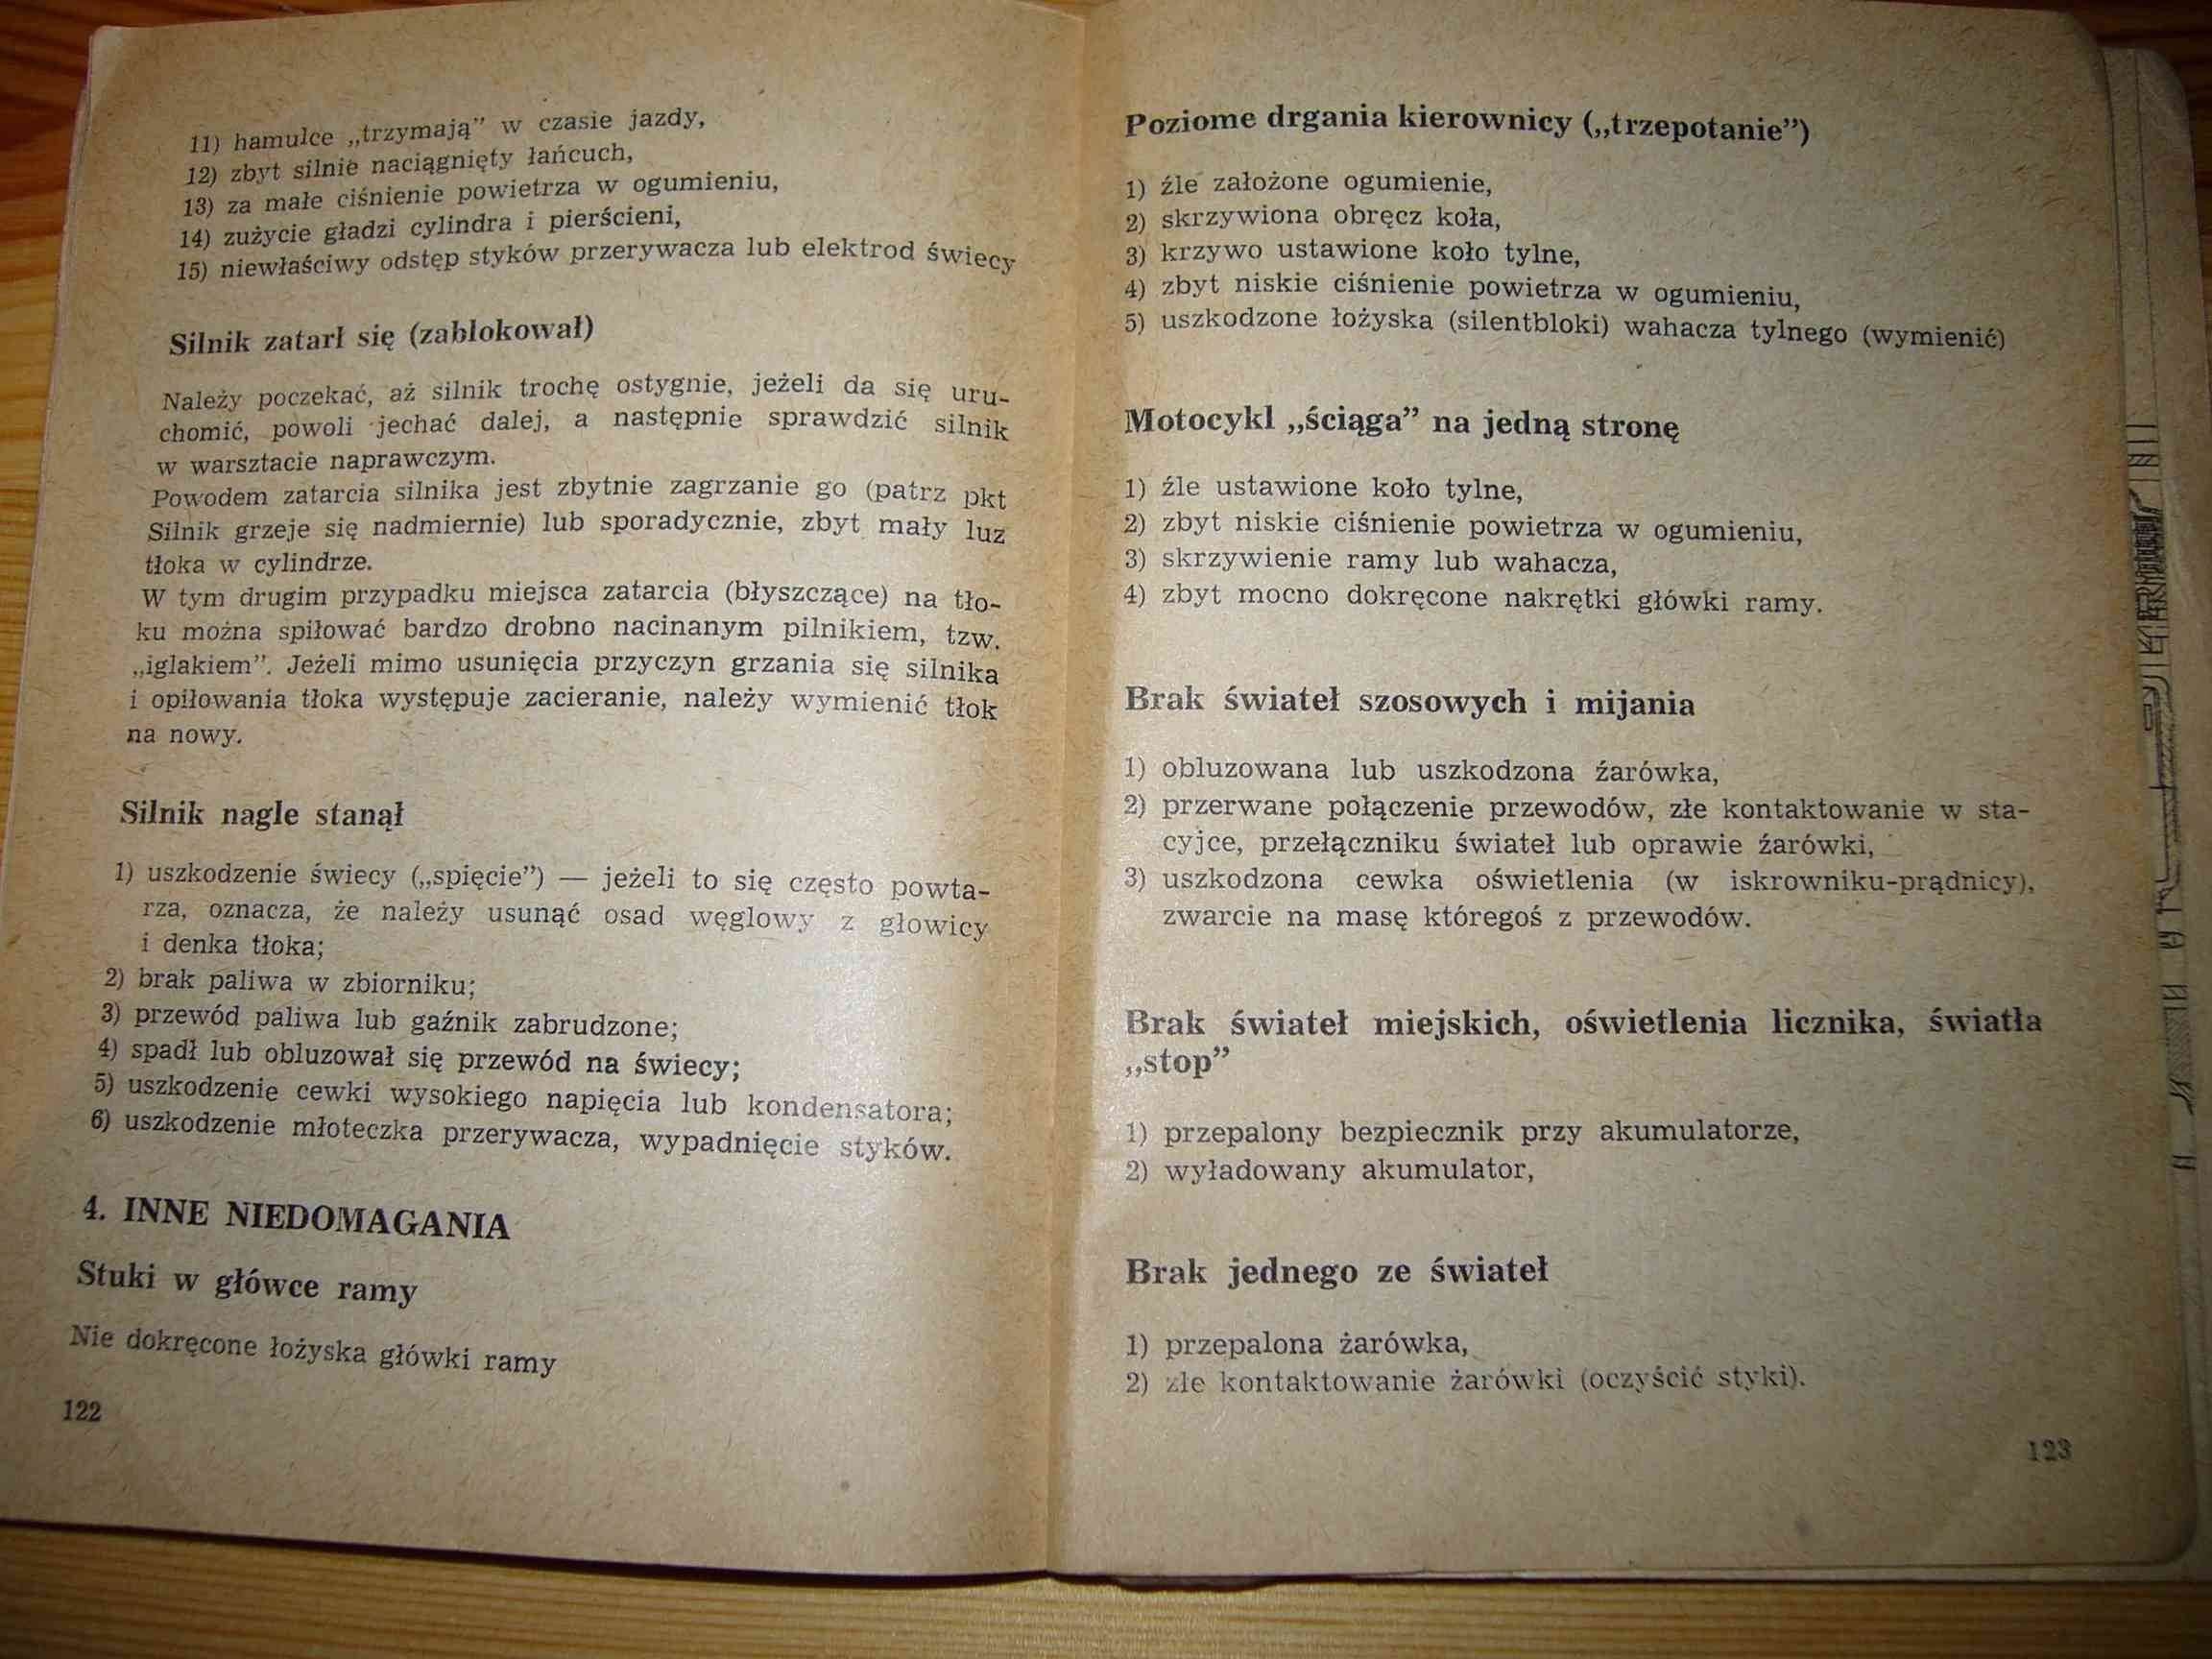 11) hamulce „trzymają” w czasie jazdy,
12) zbyt silnie naciągnięty łańcuch,
13) za małe ciśnienie powietrza w ogumieniu,
14) zużycie gładzi cylindra i pierścieni,
15) niewłaściwy odstęp styków przerywacza lub elektrod świecy
Silnik zatarł się (zablokował)
Należy poczekać, aż silnik trochę ostygnie, jeżeli da się uru-
chomić, powoli jechać dalej, a następnie sprawdzić silnik
w warsztacie naprawczym.
Powodem zatarcia silnika jest zbytnie zagrzanie go (patrz pkt
Silnik grzeje się nadmiernie) lub sporadycznie, zbyt mały luz
tłoka w cylindrze.
W tym drugim przypadku miejsca zatarcia (błyszczące) na tło-
ku można spiłować bardzo drobno nacinanym pilnikiem, tzw.
„iglakiem”. Jeżeli mimo usunięcia przyczyn grzania się silnika
i opiłowania tłoka występuje zacieranie, należy wymienić tłok
na nowy.
Silnik nagle stanął
1) uszkodzenie świecy („spięcie”) — jeżeli to się często powta-
rza, oznacza, że należy usunąć osad węglowy z głowicy
i denka tłoka;
2) brak paliwa w zbiorniku;
3) przewód paliwa lub gaźnik zabrudzone;
4) spadł lub obluzował się przewód na świecy;
5) uszkodzenie cewki wysokiego napięcia lub kondensatora;
6) uszkodzenie młoteczka przerywacza, wypadnięcie styków.
4. INNE NIEDOMAGANIA
Stuki w główce ramy
Nie dokręcone łożyska główki ramy
122
Poziome drgania kierownicy („trzepotanie”)
1) źle założone ogumienie,
2) skrzywiona obręcz koła,
3) krzywo ustawione koło tylne,
4) zbyt niskie ciśnienie powietrza w ogumieniu,
5) uszkodzone łożyska (silentbloki) wahacza tylnego (wymienić)
Motocykl „ściąga” na jedną stronę
1) źle ustawione koło tylne,
2) zbyt niskie ciśnienie powietrza w ogumieniu,
3) skrzywienie ramy lub wahacza,
4) zbyt mocno dokręcone nakrętki główki ramy.
Brak świateł szosowych i mijania
1) obluzowana lub uszkodzona źarówka,
2) przerwane połączenie przewodów, złe kontaktowanie w sta-
cyjce, przełączniku świateł lub oprawie źarówki,
3) uszkodzona cewka oświetlenia (w iskrowniku-prądnicy),
zwarcie na masę któregoś z przewodów.
Brak świateł miejskich, oświetlenia licznika, światła
„stop”
1) przepalony bezpiecznik przy akumulatorze,
2) wyładowany akumulator,
Brak jednego ze świateł
1) przepalona żarówka,
2) złe kontaktowanie żarówki (oczyścić styki).
123